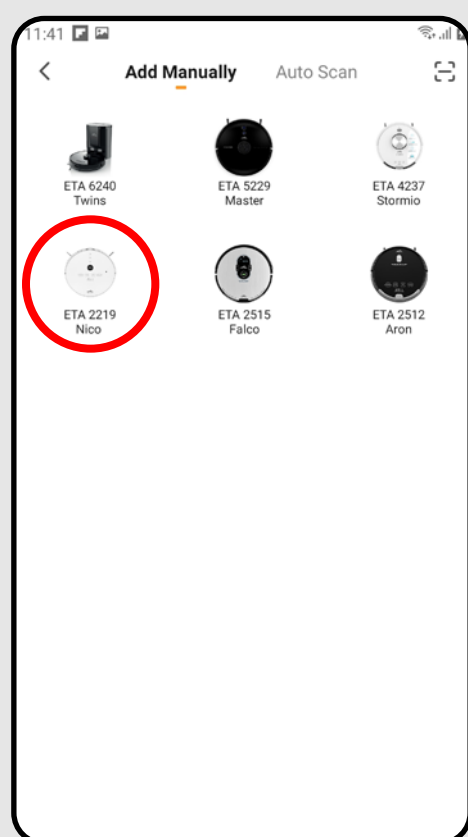 11:41
Add Manually Auto Scan
ETA 6240 ETA 5229 ETA 4237
Twins Master Stormio
ETA 2219 ETA 2515 ETA 2512
Nico Falco Aron